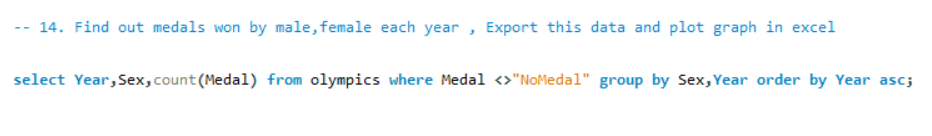 -- 14. Find out medals won by male,female each year , Export this data and plot graph in excel
select Year,Sex,count(Medal) from olympics where Medal <>"NoMedal" group by Sex,Year order by Year asc;